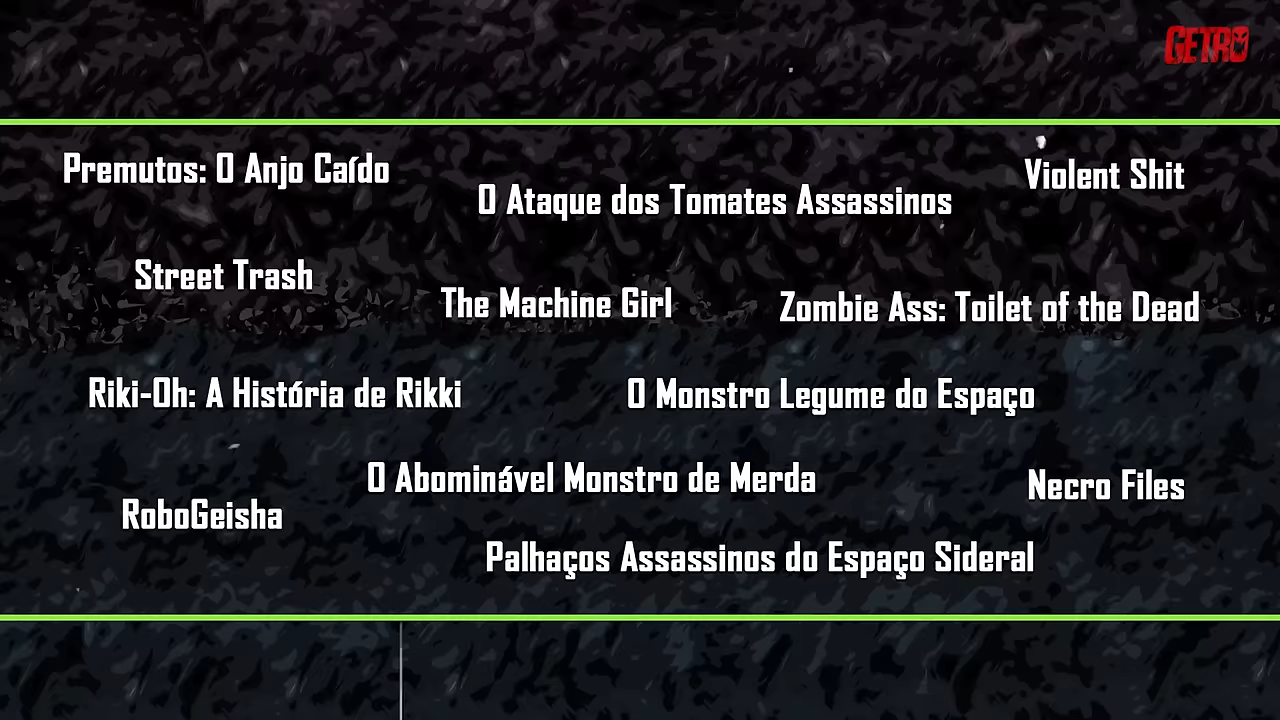 GETRO
Premutos: O Anjo Caído
Violent Shit
O Ataque dos Tomates Assassinos
Street Trash
The Machine Girl
Zombie Ass: Toilet of the Dead
Riki-Oh: A História de Rikki
O Monstro Legume do Espaço
O Abominável Monstro de Merda
Necro Files
RoboGeisha
Palhaços Assassinos do Espaço Sideral